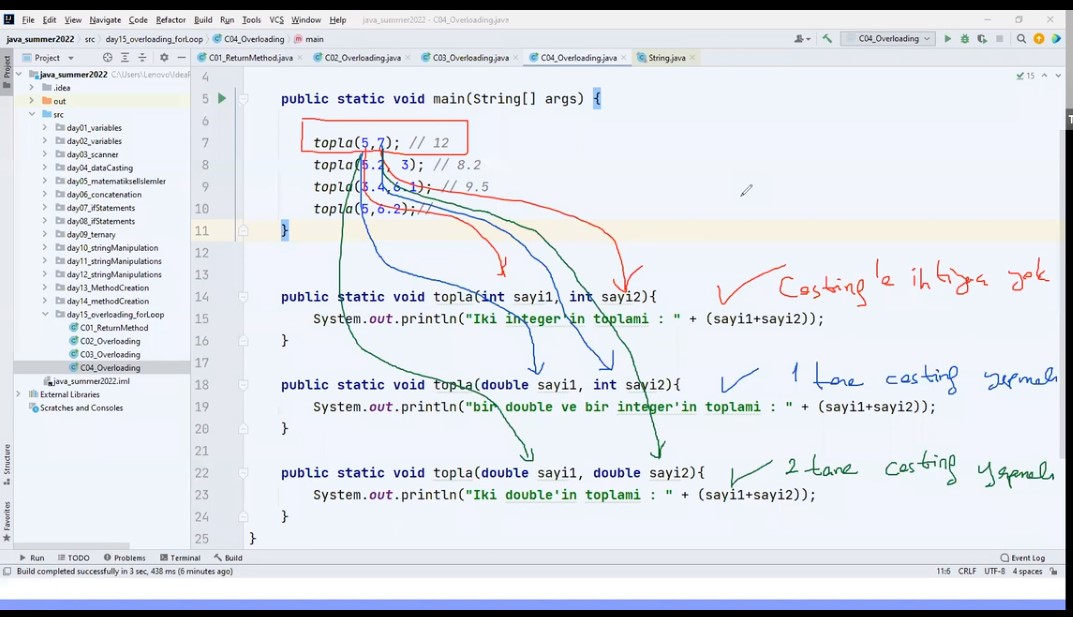 File Edit View Navigate Code Refactor Build Run Tools VCS Window Help java_summer2022 - C04_Overloading.java
java_summer2022 src day15_overloading_forLoop C04_Overloading main C04_Overloading
Project C01_ReturnMethod.java C02_Overloading.java C03_Overloading.java C04_Overloading.java String.java
Project
java_summer2022 C:\Users\Lenovo\IdeaP
.idea
out
src
day01_variables
day02_variables
day03_scanner
day04_dataCasting
day05_matematikselIslemler
day06_concatenation
day07_ifStatements
day08_ifStatements
day09_ternary
day10_stringManipulation
day11_stringManipulations
day12_stringManipulations
day13_MethodCreation
day14_methodCreation
day15_overloading_forLoop
C01_ReturnMethod
C02_Overloading
C03_Overloading
C04_Overloading
java_summer2022.iml
External Libraries
Scratches and Consoles
Structure
Favorites
15
4
5 public static void main(String[] args) {
6
7 topla(5,7); // 12
8 topla(5.2, 3); // 8.2
9 topla(3.4,6.1); // 9.5
10 topla(5,6.2);//
11 }
12
13
Casting'e ihtiyaç yok
14 public static void topla(int sayi1, int sayi2){
15 System.out.println("Iki integer'in toplami : " + (sayi1+sayi2));
16 }
17
18 public static void topla(double sayi1, int sayi2){ 1 tane casting yapmalı
19 System.out.println("bir double ve bir integer'in toplami : " + (sayi1+sayi2));
20 }
21
22 public static void topla(double sayi1, double sayi2){ 2 tane casting yapmalı
23 System.out.println("Iki double'in toplami : " + (sayi1+sayi2));
24 }
25 }
Run TODO Problems Terminal Build Event Log
Build completed successfully in 3 sec, 438 ms (6 minutes ago) 11:6 CRLF UTF-8 4 spaces